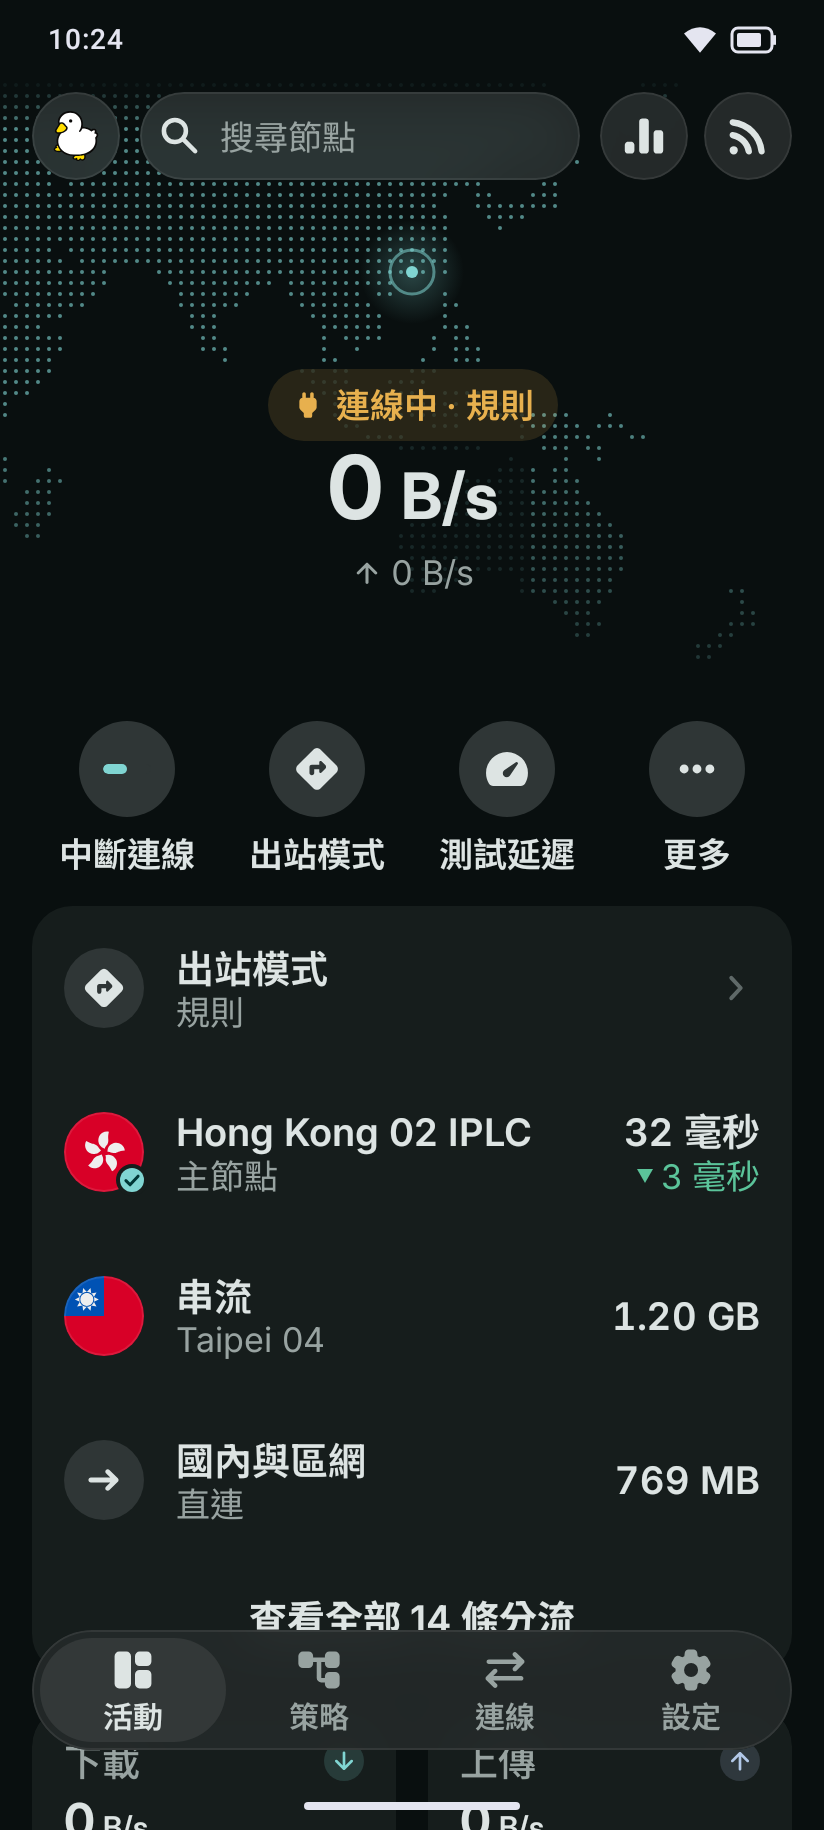 10:24
搜尋節點
連線中 · 規則
0 B/s
↑ 0 B/s
中斷連線 出站模式 測試延遲 更多
出站模式
規則
Hong Kong 02 IPLC 32 毫秒
主節點 ▼3 毫秒
串流
Taipei 04 1.20 GB
國內與區網 769 MB
直連
查看全部 14 條分流
活動 策略 連線 設定
下載 上傳
0 B/s 0 B/s